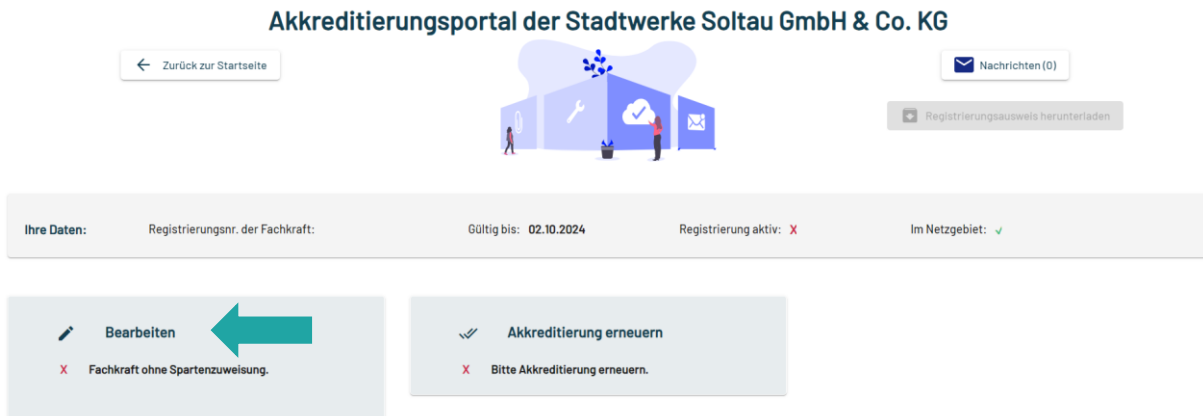 Akkreditierungsportal der Stadtwerke Soltau GmbH & Co. KG
Zurück zur Startseite
Nachrichten (0)
Registrierungsausweis herunterladen
Ihre Daten: Registrierungsnr. der Fachkraft: Gültig bis: 02.10.2024 Registrierung aktiv: X Im Netzgebiet: ✓
Bearbeiten
X Fachkraft ohne Spartenzuweisung.
Akkreditierung erneuern
X Bitte Akkreditierung erneuern.